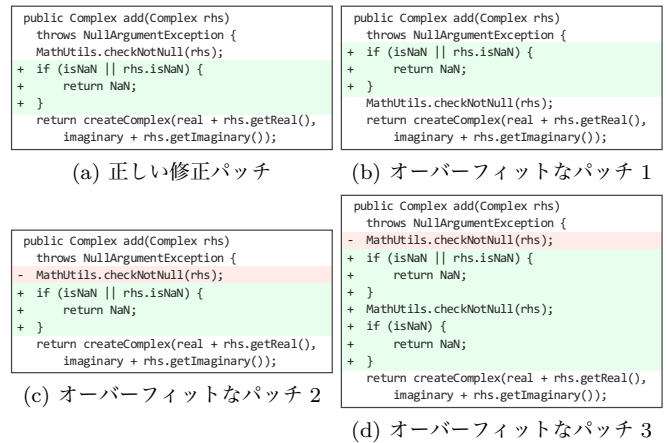 public Complex add(Complex rhs)
throws NullArgumentException {
MathUtils.checkNotNull(rhs);
+ if (isNaN || rhs.isNaN) {
+ return NaN;
+ }
return createComplex(real + rhs.getReal(),
imaginary + rhs.getImaginary());
(a) 正しい修正パッチ
public Complex add(Complex rhs)
throws NullArgumentException {
+ if (isNaN || rhs.isNaN) {
+ return NaN;
+ }
MathUtils.checkNotNull(rhs);
return createComplex(real + rhs.getReal(),
imaginary + rhs.getImaginary());
(b) オーバーフィットなパッチ 1
public Complex add(Complex rhs)
throws NullArgumentException {
- MathUtils.checkNotNull(rhs);
+ if (isNaN || rhs.isNaN) {
+ return NaN;
+ }
return createComplex(real + rhs.getReal(),
imaginary + rhs.getImaginary());
(c) オーバーフィットなパッチ 2
public Complex add(Complex rhs)
throws NullArgumentException {
- MathUtils.checkNotNull(rhs);
+ if (isNaN || rhs.isNaN) {
+ return NaN;
+ }
+ MathUtils.checkNotNull(rhs);
+ if (isNaN) {
+ return NaN;
+ }
return createComplex(real + rhs.getReal(),
imaginary + rhs.getImaginary());
(d) オーバーフィットなパッチ 3